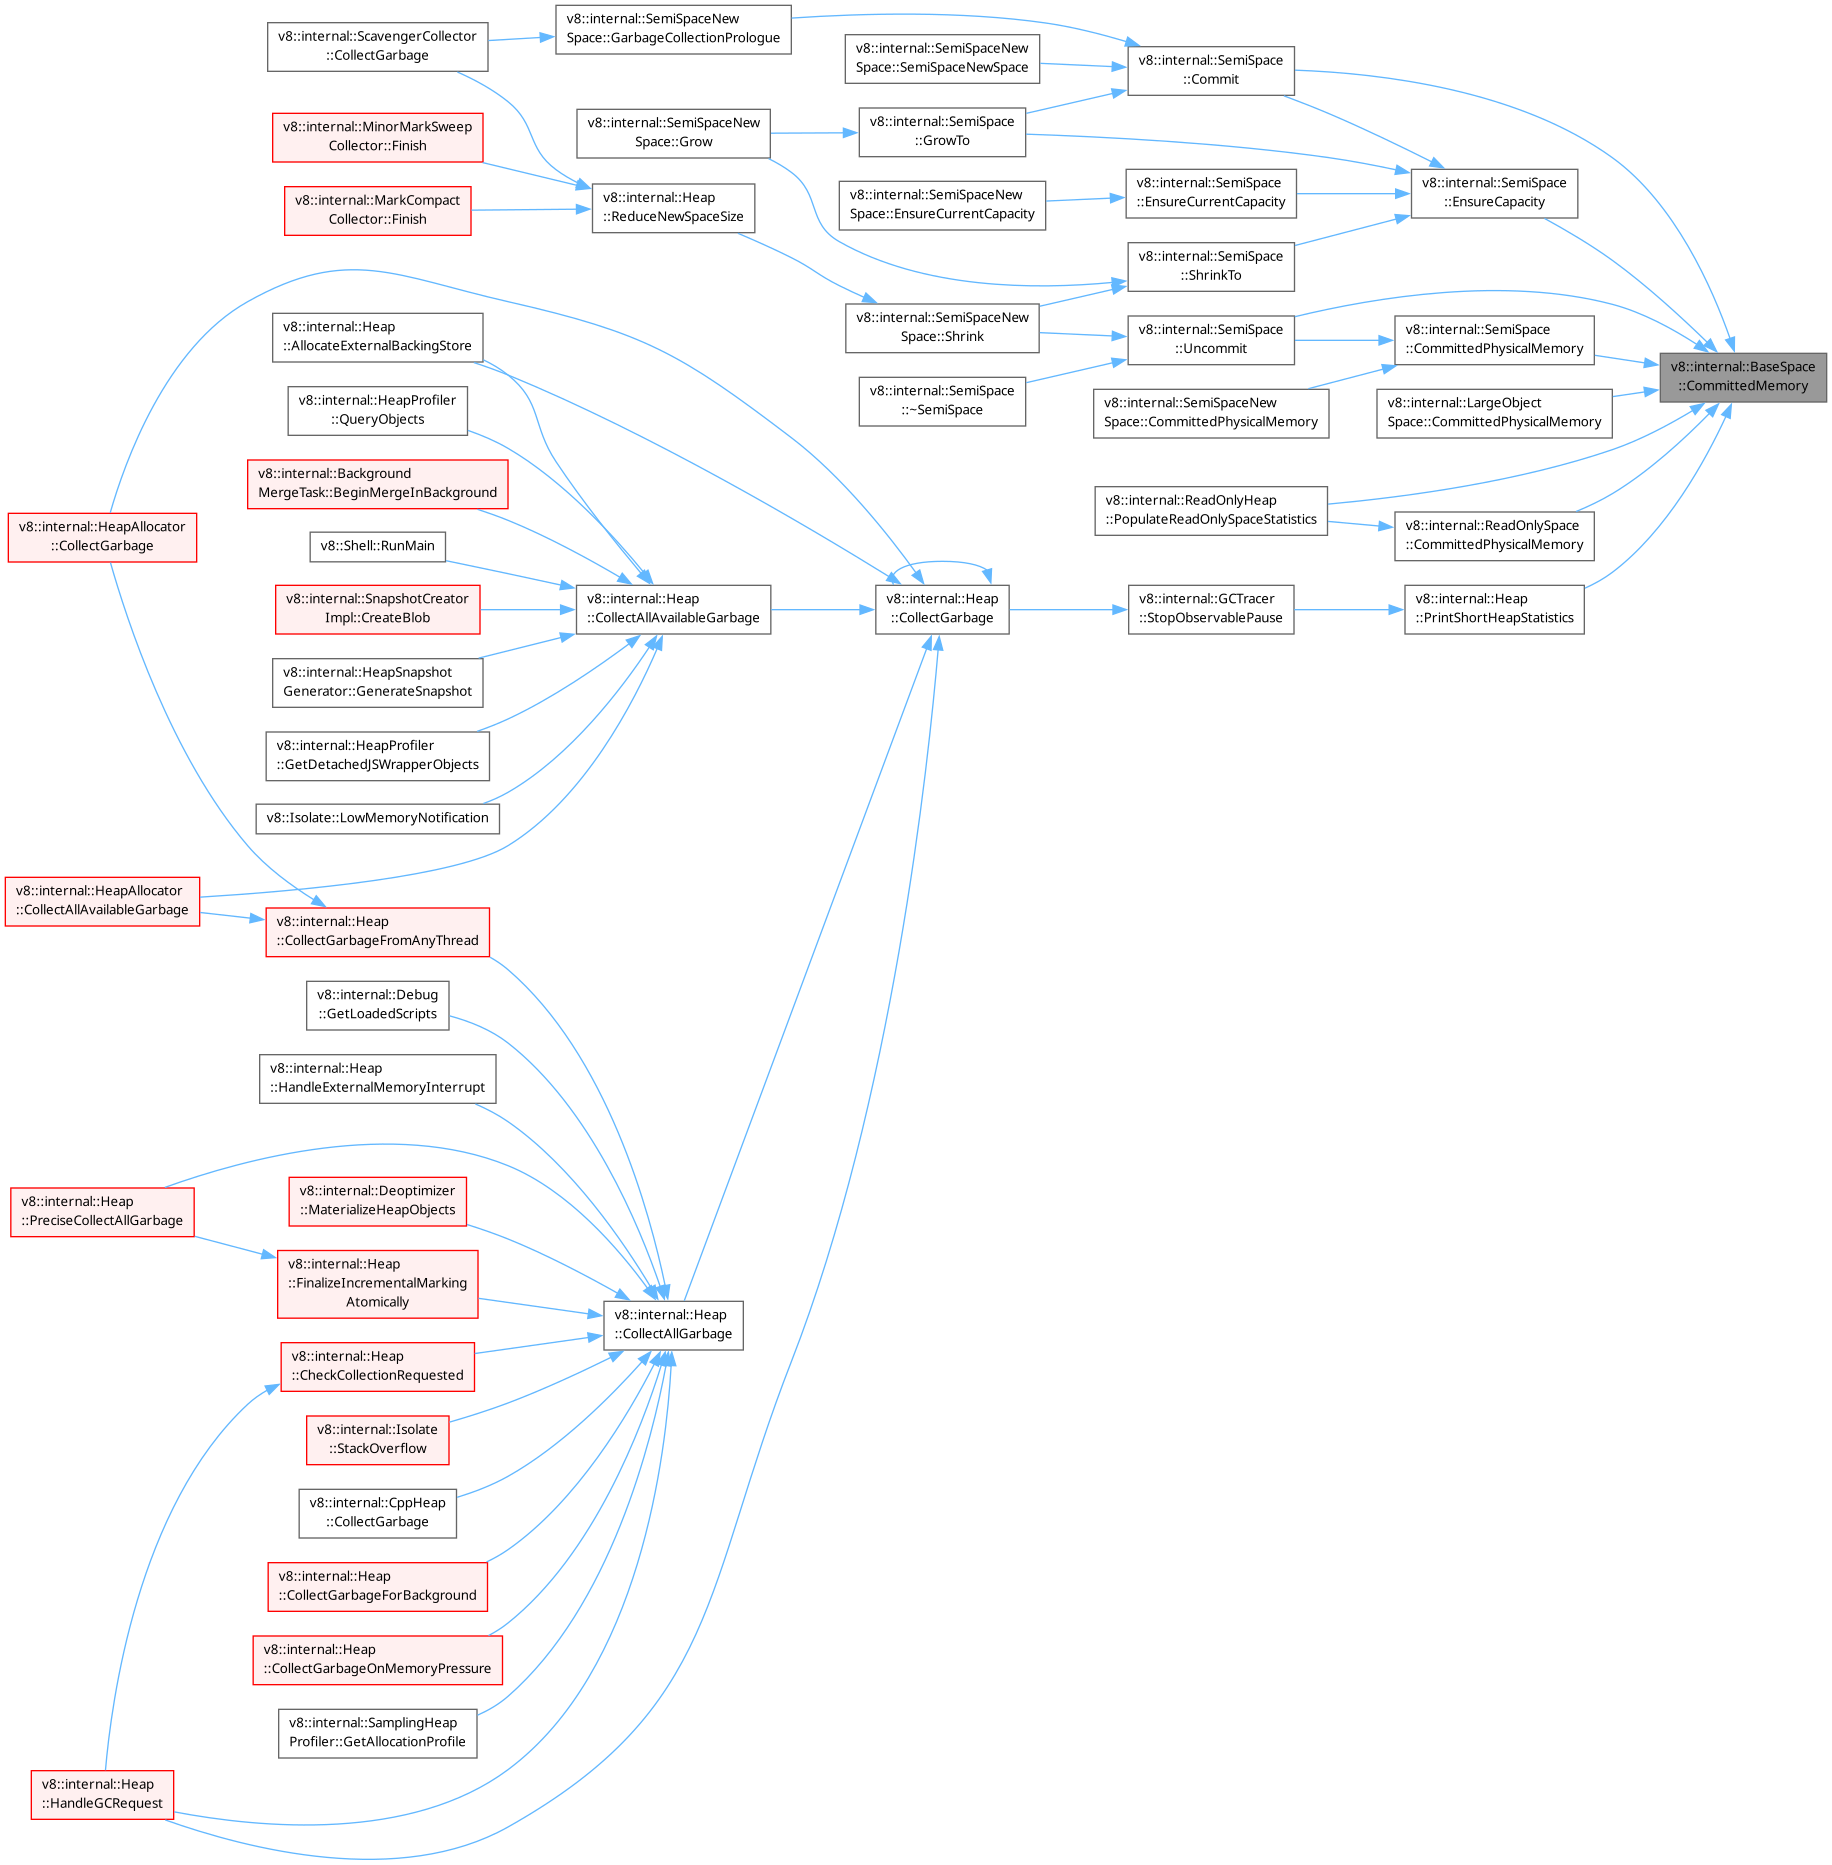 v8::internal::ScavengerCollector
::CollectGarbage
v8::internal::SemiSpaceNew
Space::GarbageCollectionPrologue
v8::internal::SemiSpaceNew
Space::SemiSpaceNewSpace
v8::internal::SemiSpace
::Commit
v8::internal::MinorMarkSweep
Collector::Finish
v8::internal::SemiSpaceNew
Space::Grow
v8::internal::SemiSpace
::GrowTo
v8::internal::MarkCompact
Collector::Finish
v8::internal::Heap
::ReduceNewSpaceSize
v8::internal::SemiSpaceNew
Space::EnsureCurrentCapacity
v8::internal::SemiSpace
::EnsureCurrentCapacity
v8::internal::SemiSpace
::EnsureCapacity
v8::internal::SemiSpace
::ShrinkTo
v8::internal::Heap
::AllocateExternalBackingStore
v8::internal::SemiSpaceNew
Space::Shrink
v8::internal::SemiSpace
::Uncommit
v8::internal::SemiSpace
::CommittedPhysicalMemory
v8::internal::BaseSpace
::CommittedMemory
v8::internal::HeapProfiler
::QueryObjects
v8::internal::SemiSpace
::~SemiSpace
v8::internal::SemiSpaceNew
Space::CommittedPhysicalMemory
v8::internal::LargeObject
Space::CommittedPhysicalMemory
v8::internal::Background
MergeTask::BeginMergeInBackground
v8::internal::ReadOnlyHeap
::PopulateReadOnlySpaceStatistics
v8::internal::ReadOnlySpace
::CommittedPhysicalMemory
v8::internal::HeapAllocator
::CollectGarbage
v8::Shell::RunMain
v8::internal::SnapshotCreator
Impl::CreateBlob
v8::internal::Heap
::CollectAllAvailableGarbage
v8::internal::Heap
::CollectGarbage
v8::internal::GCTracer
::StopObservablePause
v8::internal::Heap
::PrintShortHeapStatistics
v8::internal::HeapSnapshot
Generator::GenerateSnapshot
v8::internal::HeapProfiler
::GetDetachedJSWrapperObjects
v8::Isolate::LowMemoryNotification
v8::internal::HeapAllocator
::CollectAllAvailableGarbage
v8::internal::Heap
::CollectGarbageFromAnyThread
v8::internal::Debug
::GetLoadedScripts
v8::internal::Heap
::HandleExternalMemoryInterrupt
v8::internal::Heap
::PreciseCollectAllGarbage
v8::internal::Deoptimizer
::MaterializeHeapObjects
v8::internal::Heap
::FinalizeIncrementalMarking
Atomically
v8::internal::Heap
::CollectAllGarbage
v8::internal::Heap
::CheckCollectionRequested
v8::internal::Isolate
::StackOverflow
v8::internal::CppHeap
::CollectGarbage
v8::internal::Heap
::CollectGarbageForBackground
v8::internal::Heap
::CollectGarbageOnMemoryPressure
v8::internal::SamplingHeap
Profiler::GetAllocationProfile
v8::internal::Heap
::HandleGCRequest